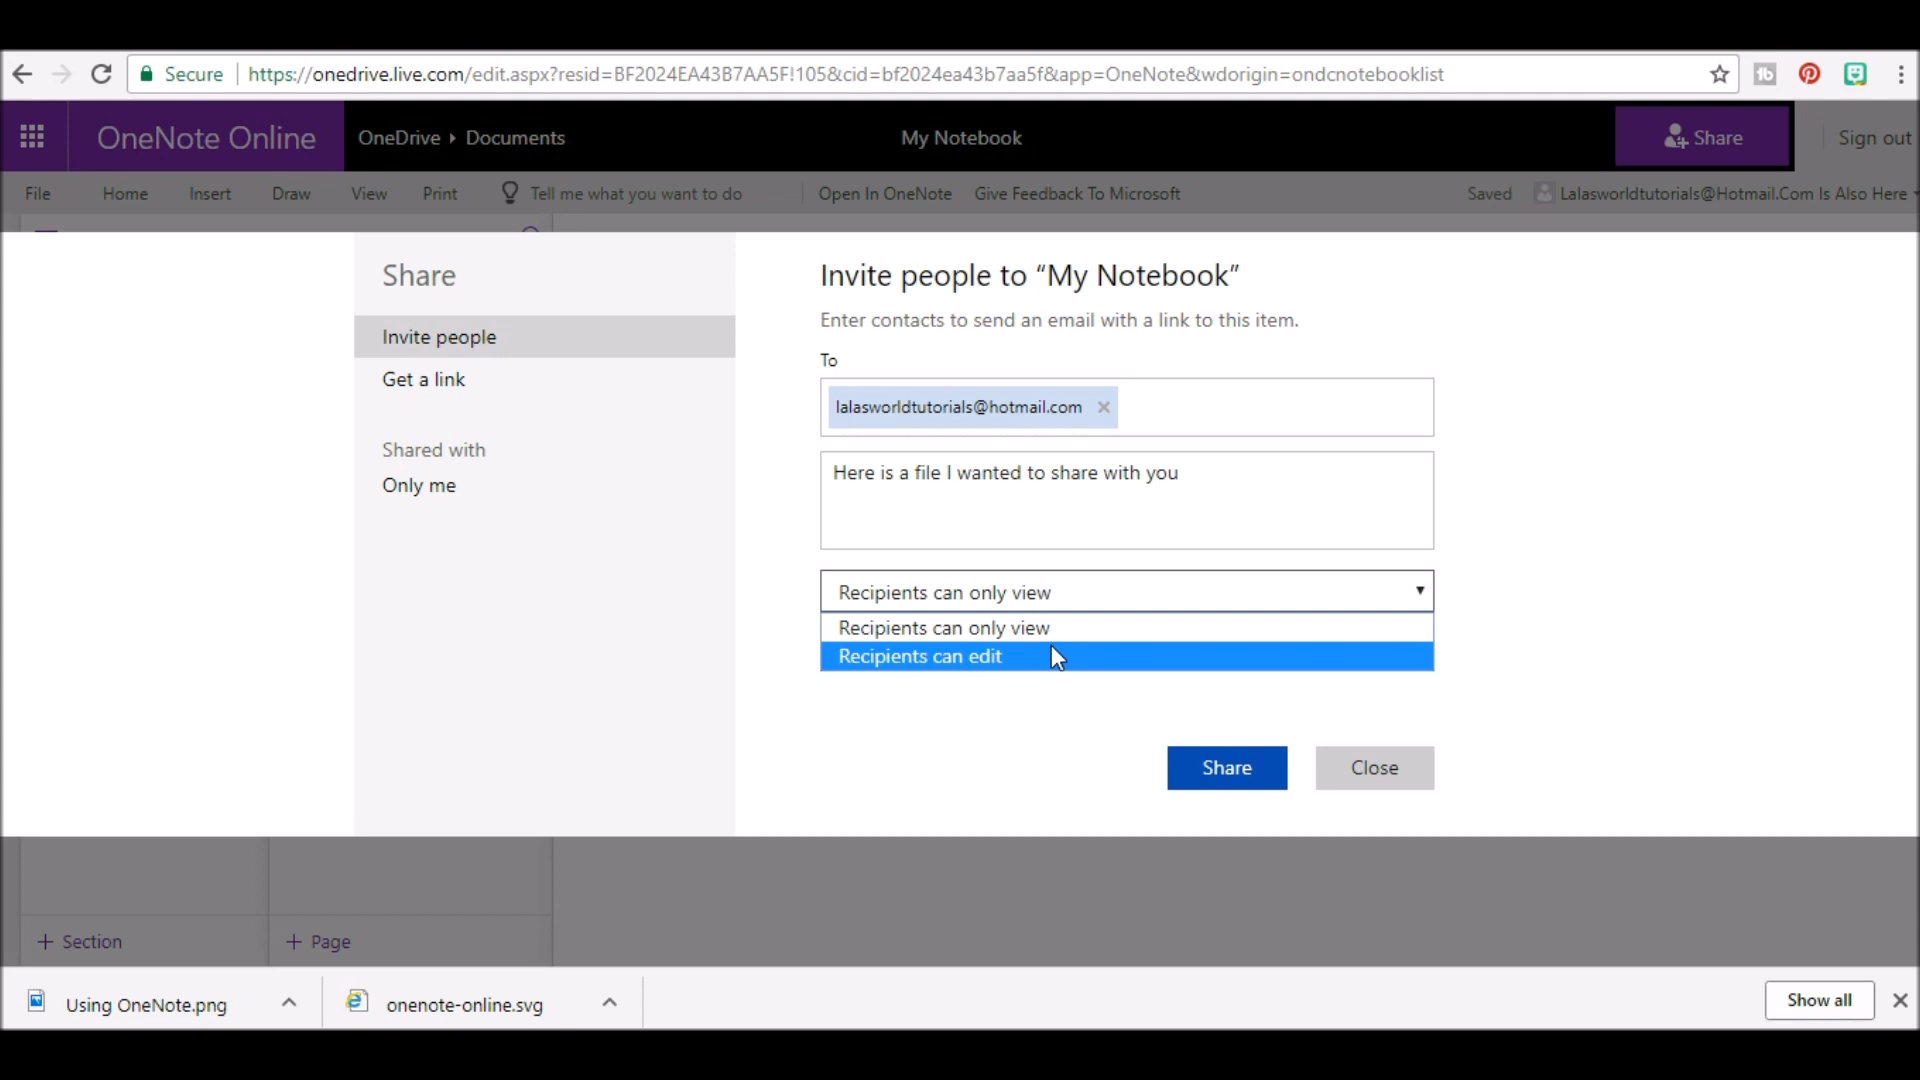 Secure https://onedrive.live.com/edit.aspx?resid=BF2024EA43B7AA5F!105&cid=bf2024ea43b7aa5f&app=OneNote&wdorigin=ondcnotebooklist
OneNote Online OneDrive Documents My Notebook Share Sign out
File Home Insert Draw View Print Tell me what you want to do Open In OneNote Give Feedback To Microsoft Saved Lalasworldtutorials@Hotmail.Com Is Also Here
Share
Invite people
Get a link
Shared with
Only me
Invite people to “My Notebook”
Enter contacts to send an email with a link to this item.
To
lalasworldtutorials@hotmail.com
Here is a file I wanted to share with you
Recipients can only view
Recipients can only view
Recipients can edit
Share Close
+ Section + Page
Using OneNote.png onenote-online.svg Show all